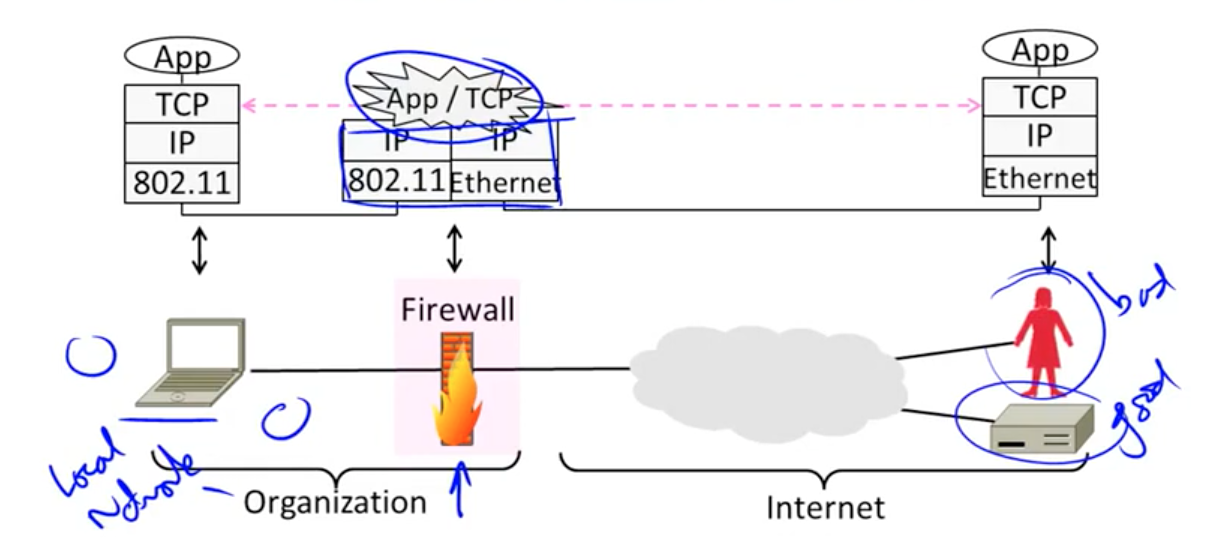 App
App
TCP
App / TCP
TCP
IP
IP
IP
IP
802.11
802.11
Ethernet
Ethernet
Firewall
bad
good
Local
Network
Organization
Internet